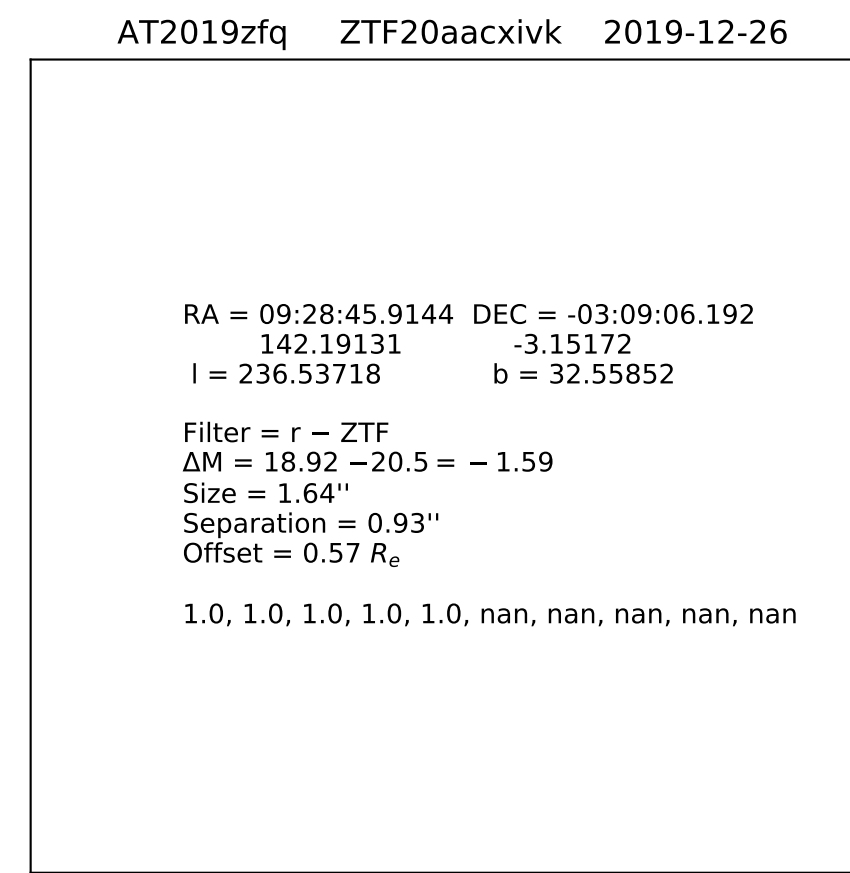 AT2019zfq ZTF20aacxivk 2019-12-26
RA = 09:28:45.9144 DEC = -03:09:06.192
142.19131 -3.15172
l = 236.53718 b = 32.55852
Filter = r − ZTF
ΔM = 18.92 −20.5 = − 1.59
Size = 1.64''
Separation = 0.93''
Offset = 0.57 Re
1.0, 1.0, 1.0, 1.0, 1.0, nan, nan, nan, nan, nan